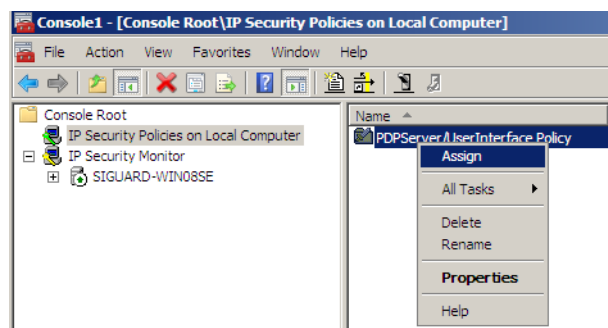 Console1 - [Console Root\IP Security Policies on Local Computer]
File Action View Favorites Window Help
Console Root
IP Security Policies on Local Computer
IP Security Monitor
SIGUARD-WIN08SE
Name
PDPServer/UserInterface Policy
Assign
All Tasks
Delete
Rename
Properties
Help